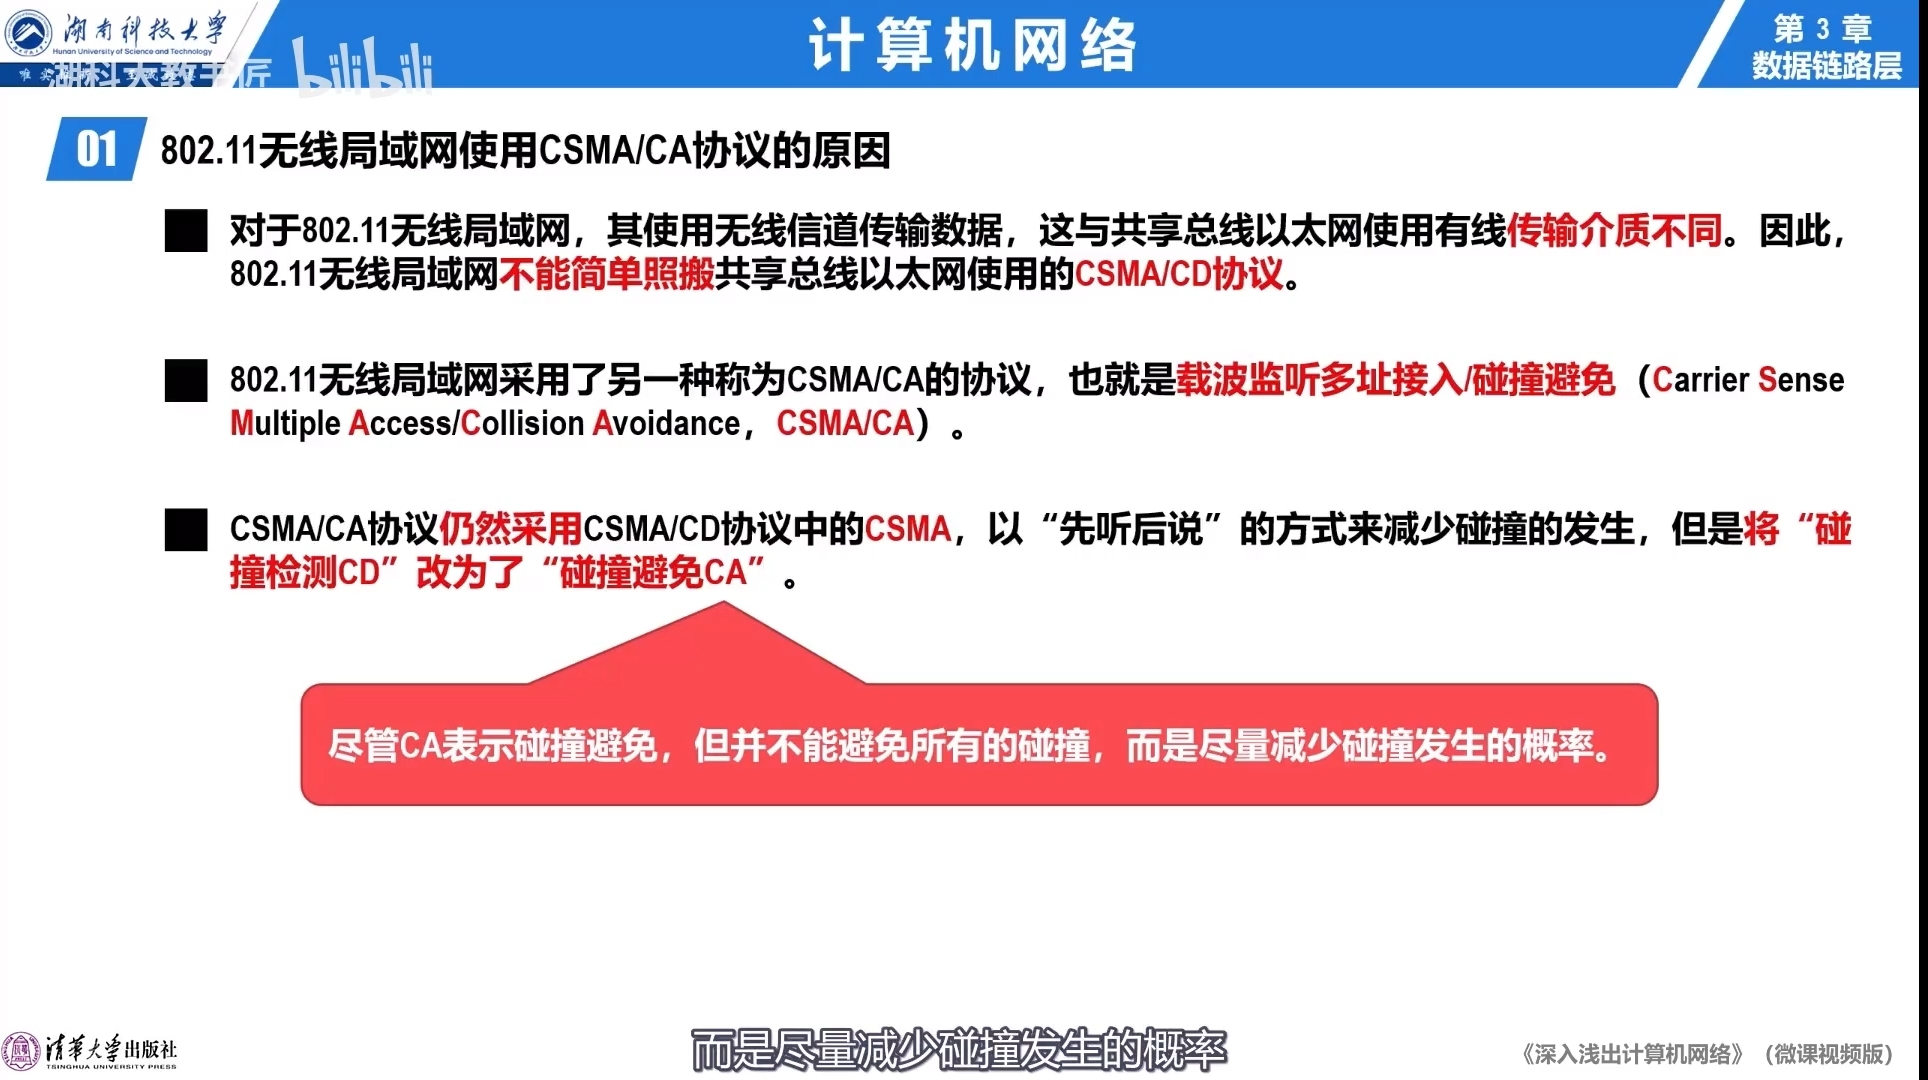 湖南科技大学
Hunan University of Science and Technology
湖科大教书匠 bilibili
计算机网络
第 3 章
数据链路层
01 802.11无线局域网使用CSMA/CA协议的原因
对于802.11无线局域网，其使用无线信道传输数据，这与共享总线以太网使用有线传输介质不同。因此，
802.11无线局域网不能简单照搬共享总线以太网使用的CSMA/CD协议。
802.11无线局域网采用了另一种称为CSMA/CA的协议，也就是载波监听多址接入/碰撞避免（Carrier Sense
Multiple Access/Collision Avoidance，CSMA/CA）。
CSMA/CA协议仍然采用CSMA/CD协议中的CSMA，以“先听后说”的方式来减少碰撞的发生，但是将“碰
撞检测CD”改为了“碰撞避免CA”。
尽管CA表示碰撞避免，但并不能避免所有的碰撞，而是尽量减少碰撞发生的概率。
而是尽量减少碰撞发生的概率
清华大学出版社
TSINGHUA UNIVERSITY PRESS
《深入浅出计算机网络》（微课视频版）